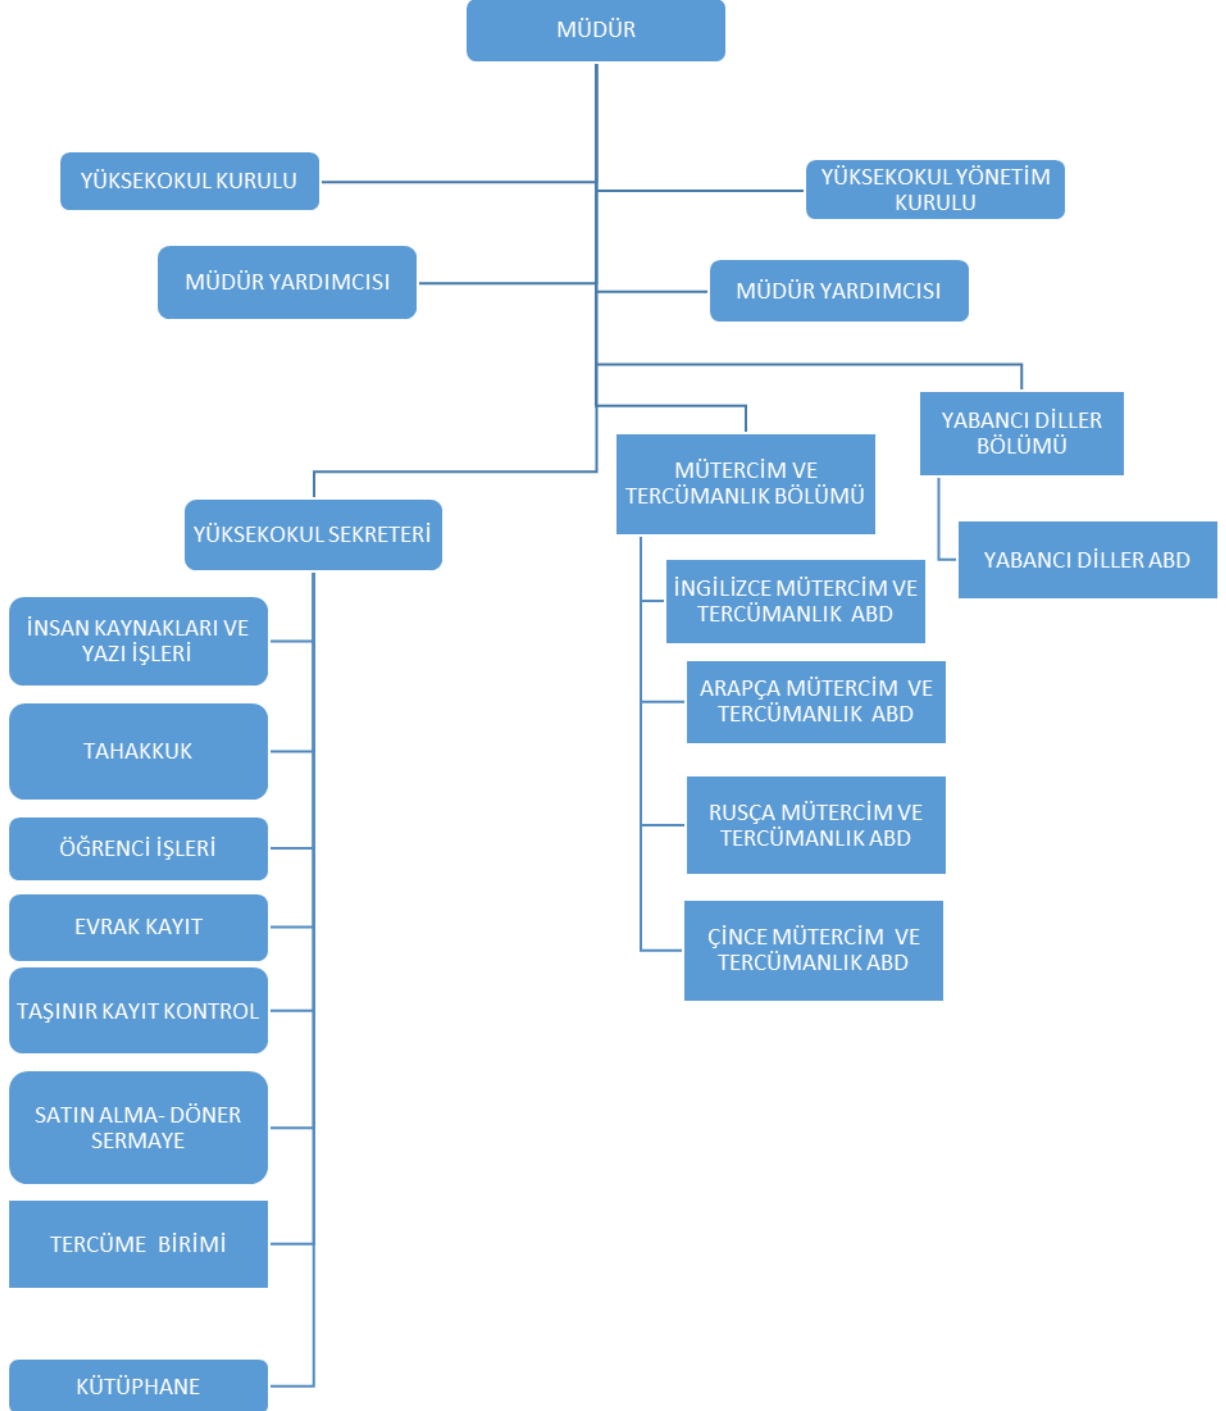 MÜDÜR
YÜKSEKOKUL KURULU
YÜKSEKOKUL YÖNETİM
KURULU
MÜDÜR YARDIMCISI
MÜDÜR YARDIMCISI
YABANCI DİLLER
BÖLÜMÜ
MÜTERCİM VE
TERCÜMANLIK BÖLÜMÜ
YÜKSEKOKUL SEKRETERİ
YABANCI DİLLER ABD
İNGİLİZCE MÜTERCİM VE
TERCÜMANLIK ABD
ARAPÇA MÜTERCİM VE
TERCÜMANLIK ABD
RUSÇA MÜTERCİM VE
TERCÜMANLIK ABD
ÇİNCE MÜTERCİM VE
TERCÜMANLIK ABD
İNSAN KAYNAKLARI VE
YAZI İŞLERİ
TAHAKKUK
ÖĞRENCİ İŞLERİ
EVRAK KAYIT
TAŞINIR KAYIT KONTROL
SATIN ALMA- DÖNER
SERMAYE
TERCÜME BİRİMİ
KÜTÜPHANE